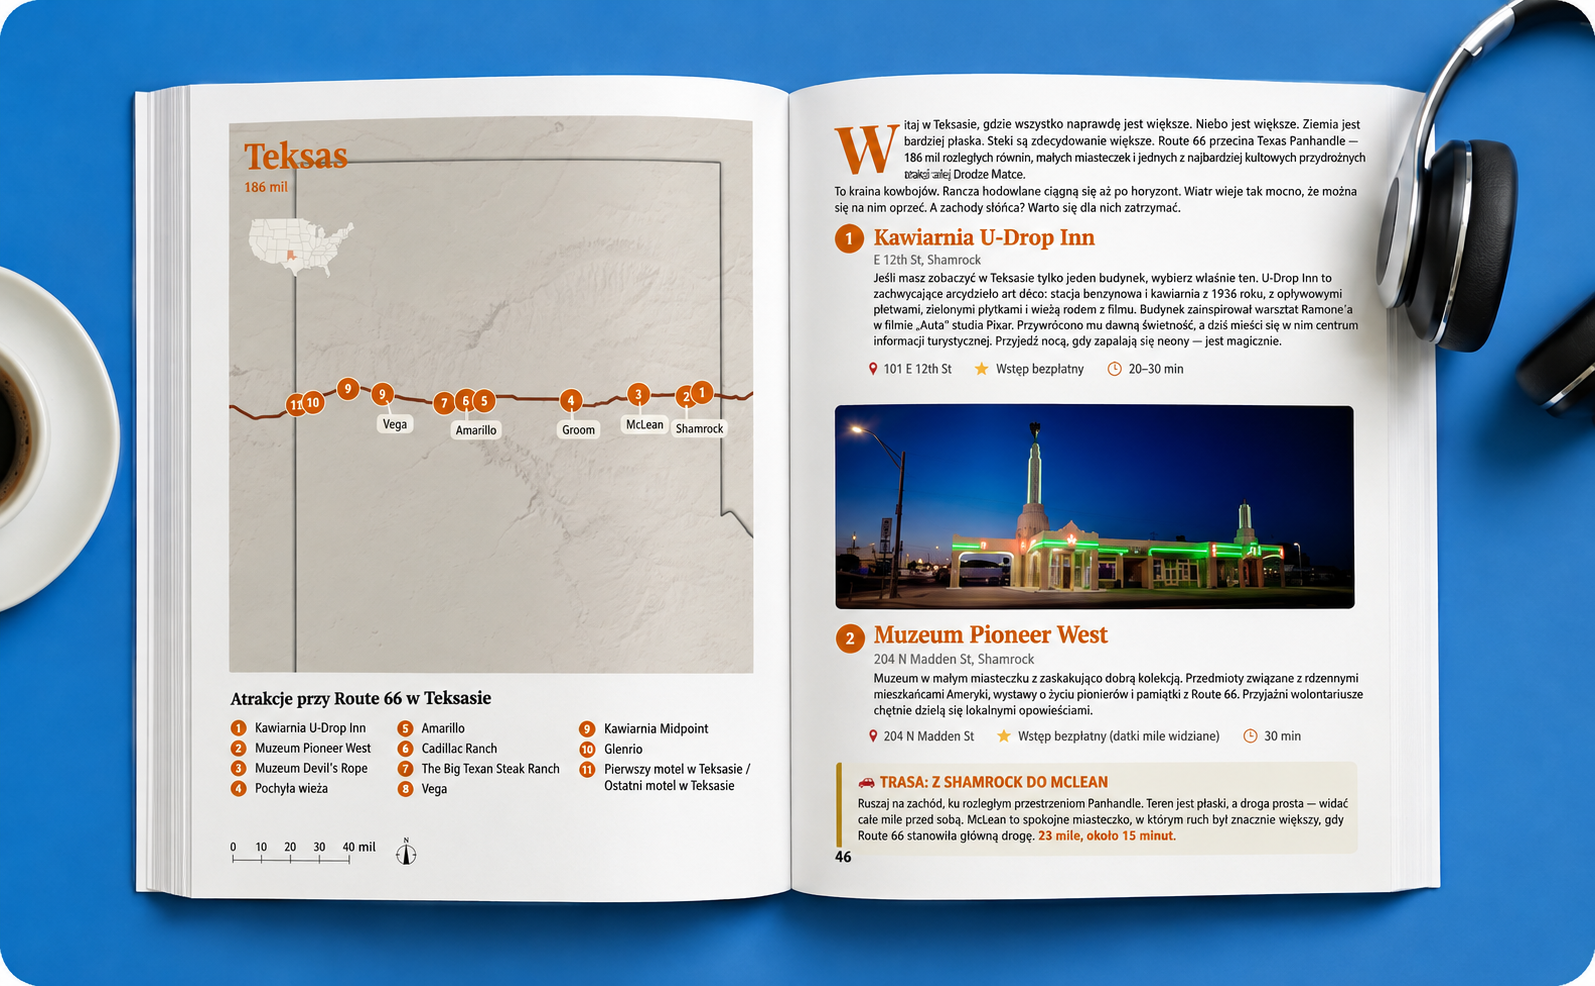 Teksas
186 mil
11
10
9
9
7
6
5
4
3
2
1
Vega
Amarillo
Groom
McLean
Shamrock
Atrakcje przy Route 66 w Teksasie
1 Kawiarnia U-Drop Inn
2 Muzeum Pioneer West
3 Muzeum Devil's Rope
4 Pochyła wieża
5 Amarillo
6 Cadillac Ranch
7 The Big Texan Steak Ranch
8 Vega
9 Kawiarnia Midpoint
10 Glenrio
11 Pierwszy motel w Teksasie /
Ostatni motel w Teksasie
0 10 20 30 40 mil
N
Witaj w Teksasie, gdzie wszystko naprawdę jest większe. Niebo jest większe. Ziemia jest
bardziej płaska. Steki są zdecydowanie większe. Route 66 przecina Texas Panhandle —
186 mil rozległych równin, małych miasteczek i jednych z najbardziej kultowych przydrożnych
Drodze Matce.
To kraina kowbojów. Rancza hodowlane ciągną się aż po horyzont. Wiatr wieje tak mocno, że można
się na nim oprzeć. A zachody słońca? Warto się dla nich zatrzymać.
1 Kawiarnia U-Drop Inn
E 12th St, Shamrock
Jeśli masz zobaczyć w Teksasie tylko jeden budynek, wybierz właśnie ten. U-Drop Inn to
zachwycające arcydzieło art déco: stacja benzynowa i kawiarnia z 1936 roku, z opływowymi
płetwami, zielonymi płytkami i wieżą rodem z filmu. Budynek zainspirował warsztat Ramone'a
w filmie „Auta" studia Pixar. Przywrócono mu dawną świetność, a dziś mieści się w nim centrum
informacji turystycznej. Przyjedź nocą, gdy zapalają się neony — jest magicznie.
101 E 12th St Wstęp bezpłatny 20–30 min
2 Muzeum Pioneer West
204 N Madden St, Shamrock
Muzeum w małym miasteczku z zaskakująco dobrą kolekcją. Przedmioty związane z rdzennymi
mieszkańcami Ameryki, wystawy o życiu pionierów i pamiątki z Route 66. Przyjaźni wolontariusze
chętnie dzielą się lokalnymi opowieściami.
204 N Madden St Wstęp bezpłatny (datki mile widziane) 30 min
TRASA: Z SHAMROCK DO MCLEAN
Ruszaj na zachód, ku rozległym przestrzeniom Panhandle. Teren jest płaski, a droga prosta — widać
całe mile przed sobą. McLean to spokojne miasteczko, w którym ruch był znacznie większy, gdy
Route 66 stanowiła główną drogę. 23 mile, około 15 minut.
46